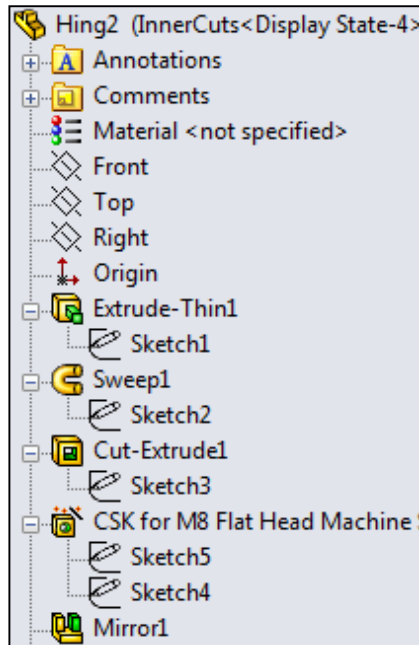 Hing2 (InnerCuts<Display State-4>
Annotations
Comments
Material <not specified>
Front
Top
Right
Origin
Extrude-Thin1
Sketch1
Sweep1
Sketch2
Cut-Extrude1
Sketch3
CSK for M8 Flat Head Machine
Sketch5
Sketch4
Mirror1